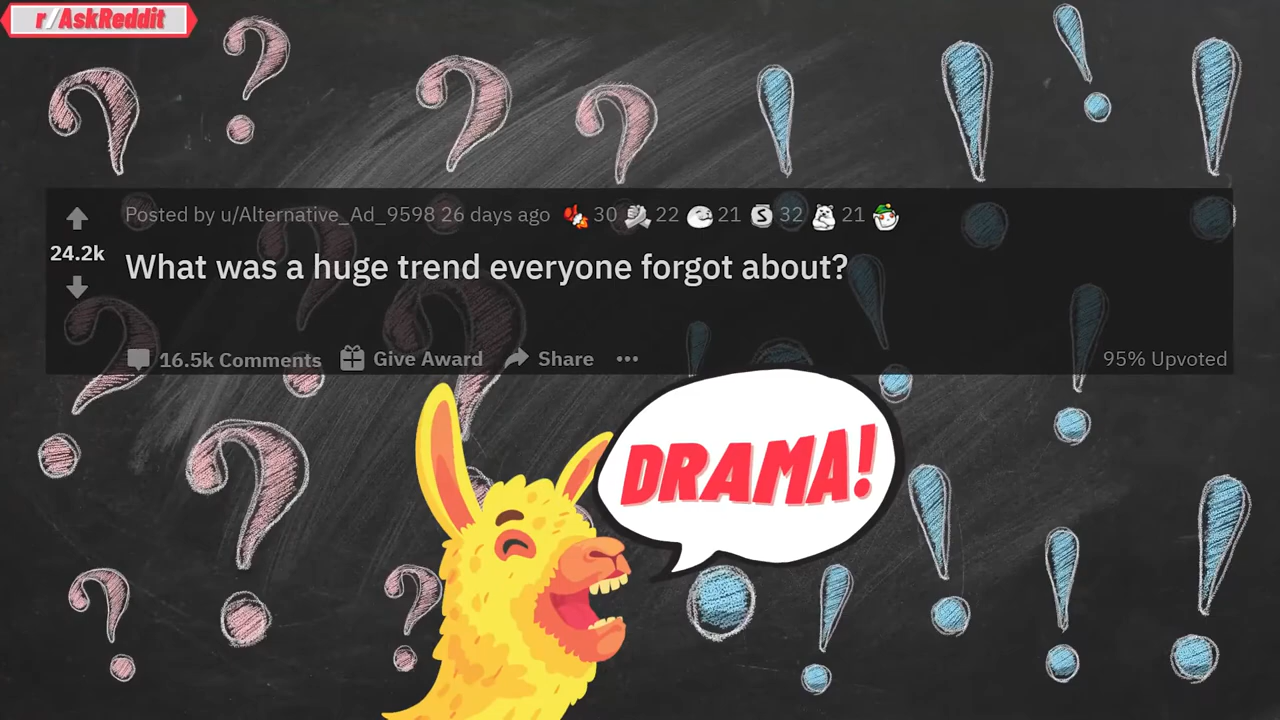 r/AskReddit
Posted by u/Alternative_Ad_9598 26 days ago 30 22 21 32 21
24.2k
What was a huge trend everyone forgot about?
16.5k Comments Give Award Share ••• 95% Upvoted
DRAMA!